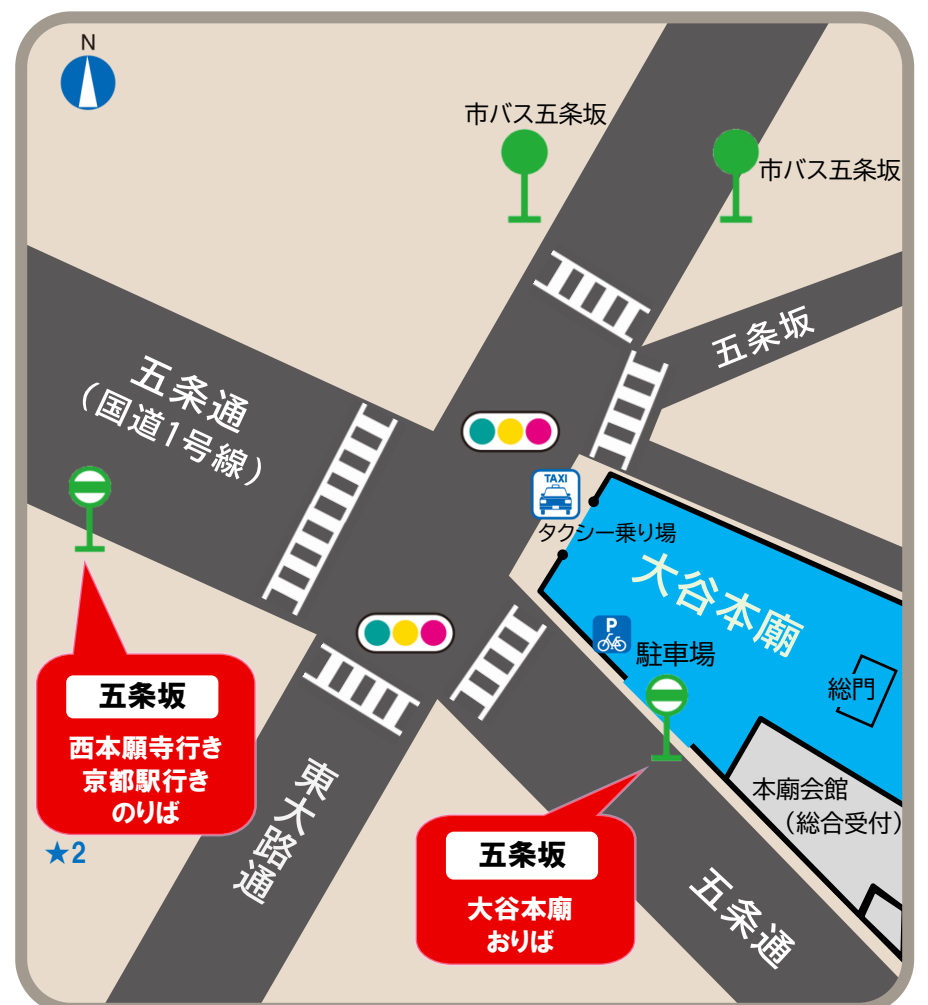 N
市バス五条坂
市バス五条坂
五条坂
五条通
（国道1号線）
TAXI
タクシー乗り場
大谷本廟
P
駐車場
総門
五条坂
西本願寺行き
京都駅行き
のりば
★2
東大路通
本廟会館
（総合受付）
五条坂
大谷本廟
おりば
五条通